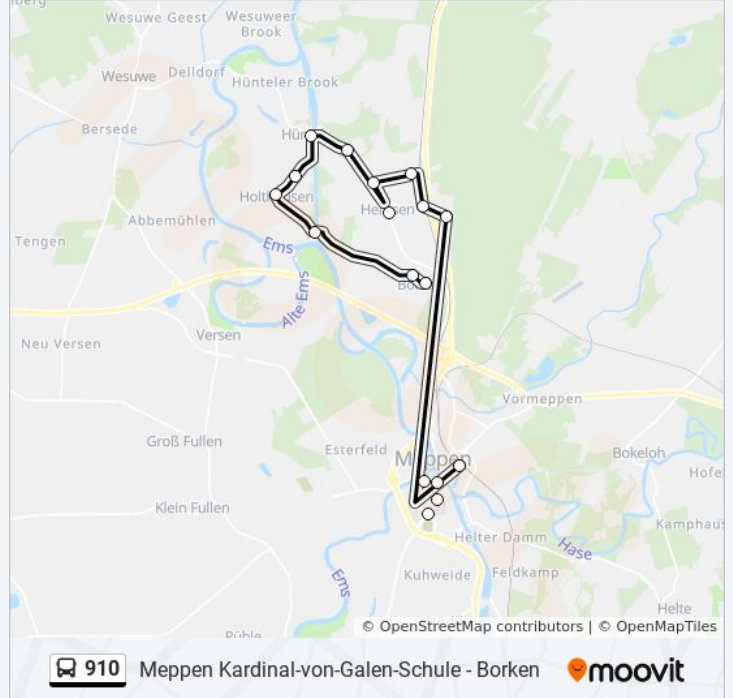 Wesuwe Geest
Wesuweer
Brook
Wesuwe
Delldorf
Hünteler Brook
Bersede
Abbemühlen
Tengen
Ems
Alte Ems
Versen
Neu Versen
Vormeppen
Groß Fullen
Esterfeld
Meppen
Bokeloh
Klein Fullen
Helter Damm
Hase
Kuhweide
Feldkamp
Ems
Helte
© OpenStreetMap contributors | © OpenMapTiles
910 Meppen Kardinal-von-Galen-Schule - Borken moovit